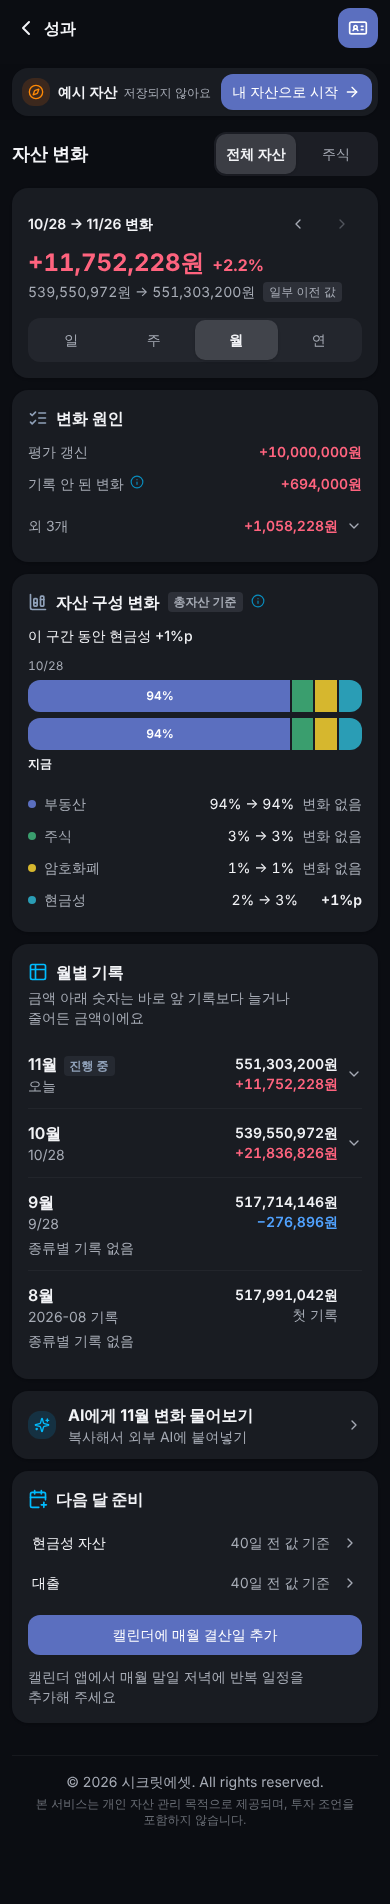 성과
예시 자산 저장되지 않아요 내 자산으로 시작 →
자산 변화 전체 자산 주식
10/28 → 11/26 변화
+11,752,228원 +2.2%
539,550,972원 → 551,303,200원 일부 이전 값
일 주 월 연
변화 원인
평가 갱신 +10,000,000원
기록 안 된 변화 +694,000원
외 3개 +1,058,228원
자산 구성 변화 총자산 기준
이 구간 동안 현금성 +1%p
10/28
94%
94%
지금
부동산 94% → 94% 변화 없음
주식 3% → 3% 변화 없음
암호화폐 1% → 1% 변화 없음
현금성 2% → 3% +1%p
월별 기록
금액 아래 숫자는 바로 앞 기록보다 늘거나
줄어든 금액이에요
11월 진행 중 551,303,200원
오늘 +11,752,228원
10월 539,550,972원
10/28 +21,836,826원
9월 517,714,146원
9/28 −276,896원
종류별 기록 없음
8월 517,991,042원
2026-08 기록 첫 기록
종류별 기록 없음
AI에게 11월 변화 물어보기
복사해서 외부 AI에 붙여넣기
다음 달 준비
현금성 자산 40일 전 값 기준
대출 40일 전 값 기준
캘린더에 매월 결산일 추가
캘린더 앱에서 매월 말일 저녁에 반복 일정을
추가해 주세요
© 2026 시크릿에셋. All rights reserved.
본 서비스는 개인 자산 관리 목적으로 제공되며, 투자 조언을
포함하지 않습니다.